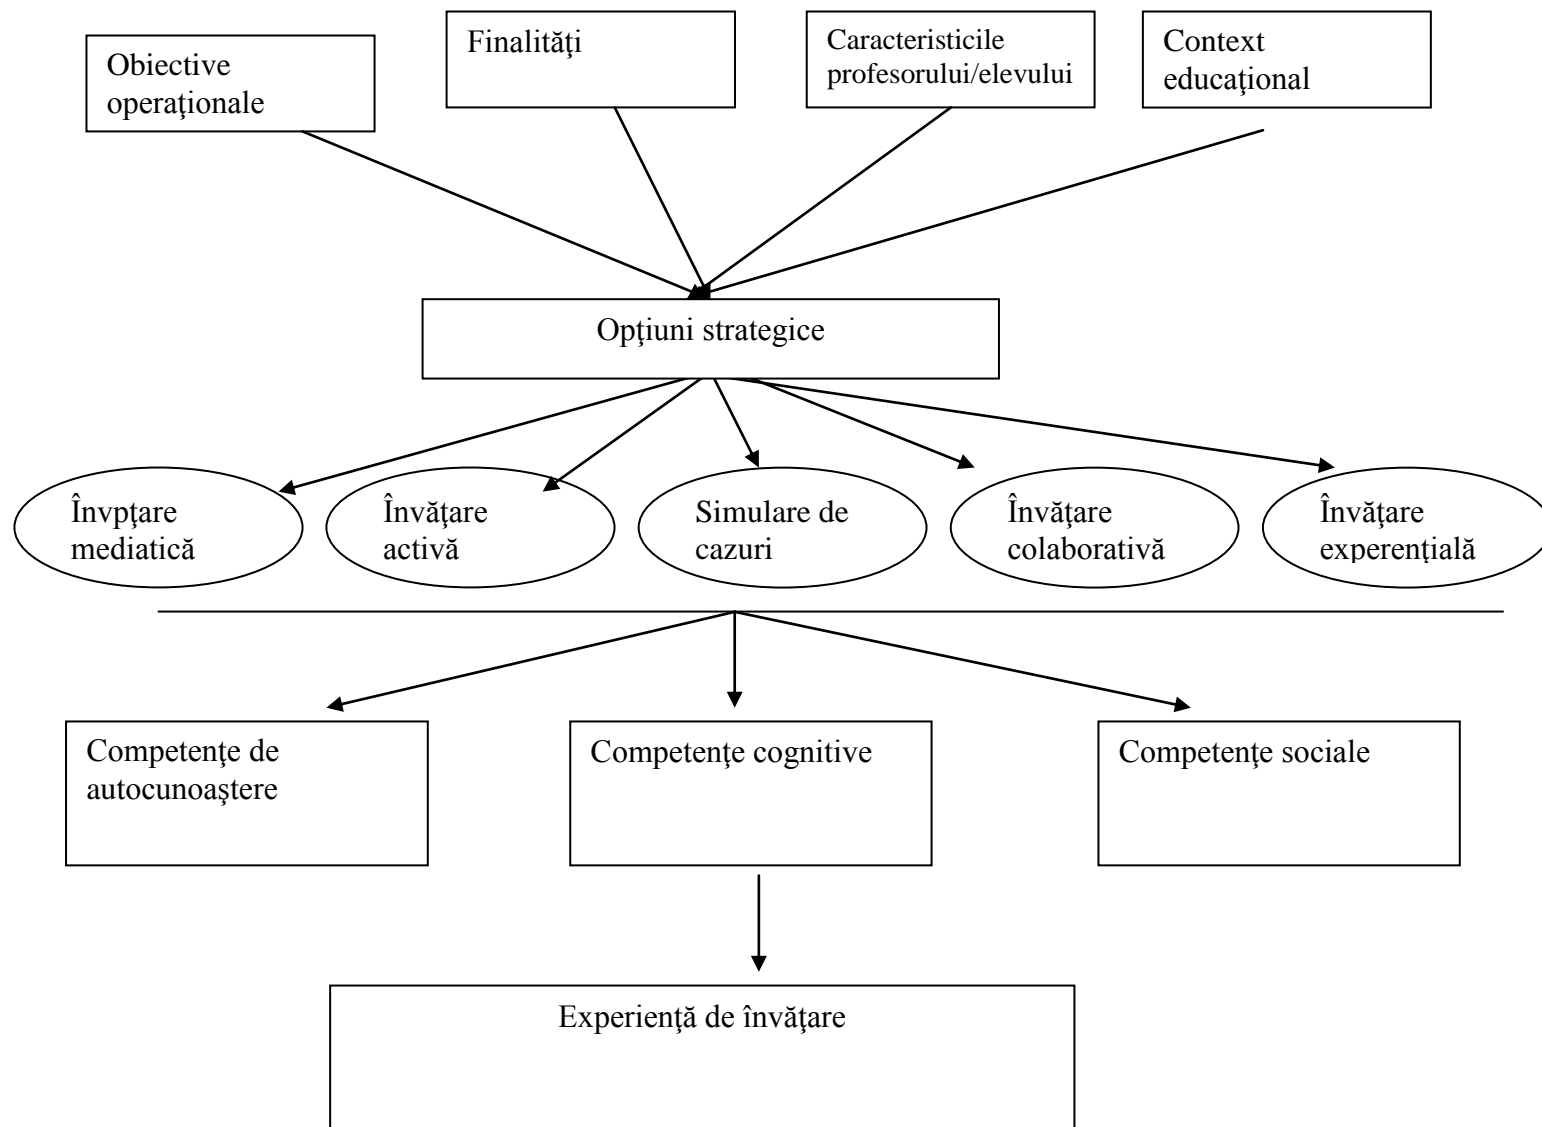 Obiective
operaţionale
Finalităţi
Caracteristicile
profesorului/elevului
Context
educaţional
Opţiuni strategice
Învpţare
mediatică
Învăţare
activă
Simulare de
cazuri
Învăţare
colaborativă
Învăţare
experenţială
Competenţe de
autocunoaştere
Competenţe cognitive
Competenţe sociale
Experienţă de învăţare